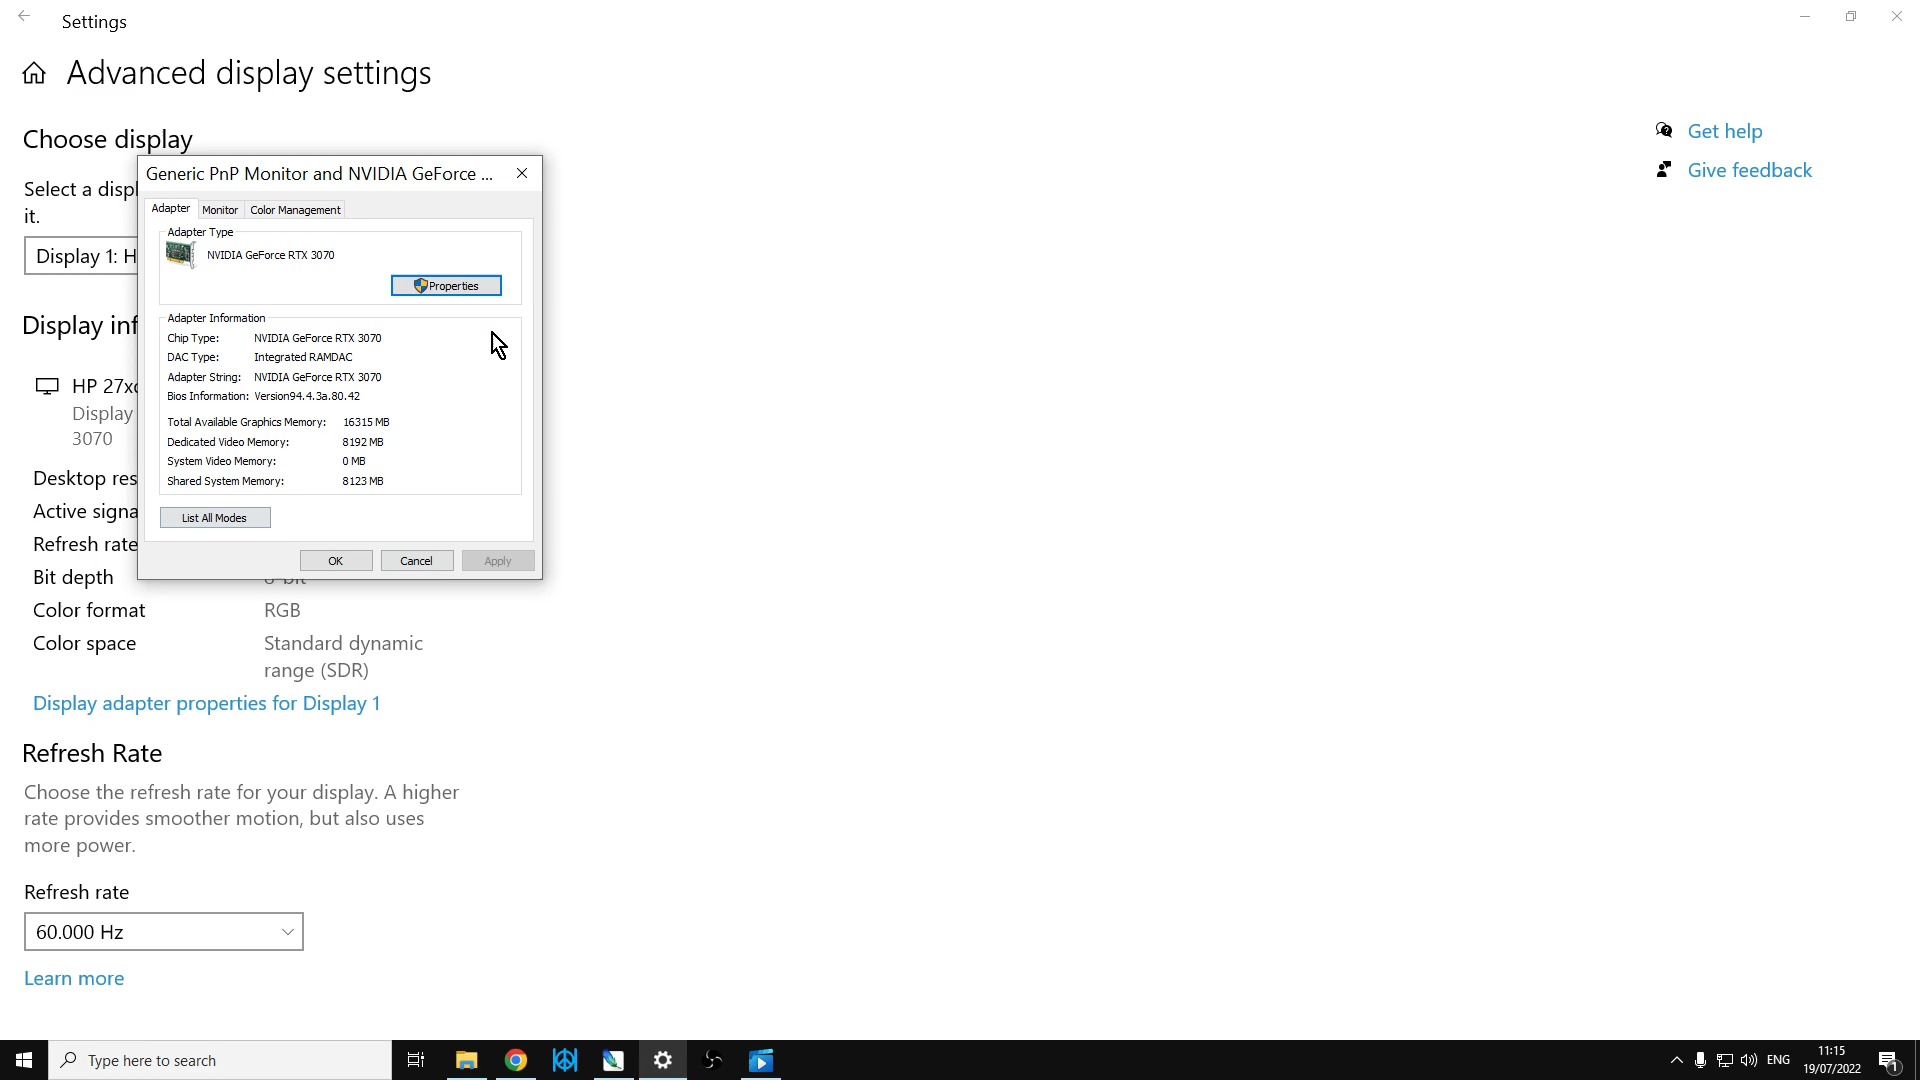 Settings
Advanced display settings
Choose display
Select a displ
it.
Display 1: H
Get help
Give feedback
Generic PnP Monitor and NVIDIA GeForce ...
Adapter
Monitor
Color Management
Adapter Type
NVIDIA GeForce RTX 3070
Properties
Adapter Information
Chip Type: NVIDIA GeForce RTX 3070
DAC Type: Integrated RAMDAC
Adapter String: NVIDIA GeForce RTX 3070
Bios Information: Version94.4.3a.80.42
Total Available Graphics Memory: 16315 MB
Dedicated Video Memory: 8192 MB
System Video Memory: 0 MB
Shared System Memory: 8123 MB
List All Modes
OK
Cancel
Apply
Display inf
HP 27x
Display
3070
Desktop res
Active signa
Refresh rate
Bit depth 8-bit
Color format RGB
Color space Standard dynamic
range (SDR)
Display adapter properties for Display 1
Refresh Rate
Choose the refresh rate for your display. A higher
rate provides smoother motion, but also uses
more power.
Refresh rate
60.000 Hz
Learn more
Type here to search
ENG
11:15
19/07/2022
1